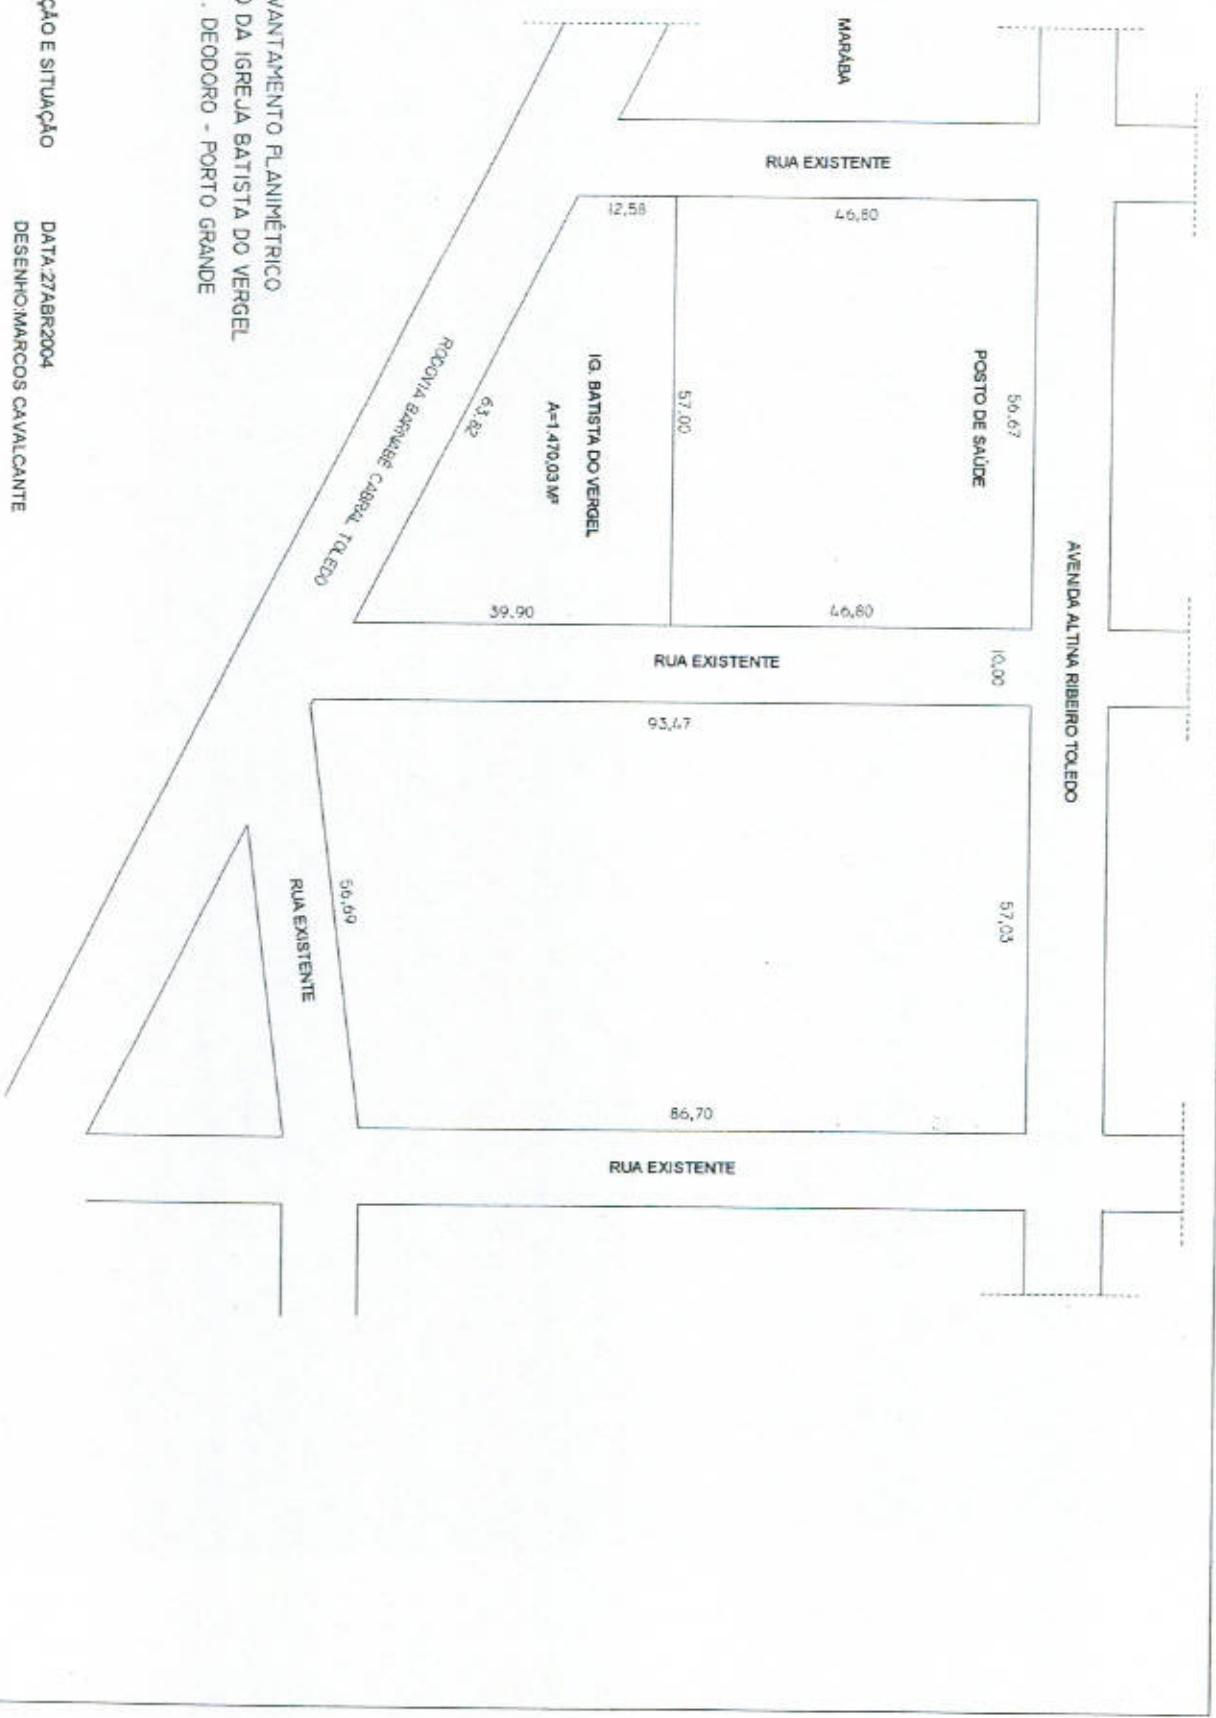 MARÁBA
RUA EXISTENTE
12,58
46,80
POSTO DE SAÚDE
56,67
AVENIDA ALTINA RIBEIRO TOLEDO
57,00
IG. BATISTA DO VERGEL
A=1.470,03 M²
63,82
RODOVIA BARNABÉ CABRAL TOLEDO
39,90
46,80
RUA EXISTENTE
10,00
93,47
57,03
56,69
RUA EXISTENTE
86,70
RUA EXISTENTE
VANTAMENTO PLANIMÉTRICO
O DA IGREJA BATISTA DO VERGEL
. DEODORO - PORTO GRANDE
ÇÃO E SITUAÇÃO
DATA:27ABR2004
DESENHO:MARCOS CAVALCANTE